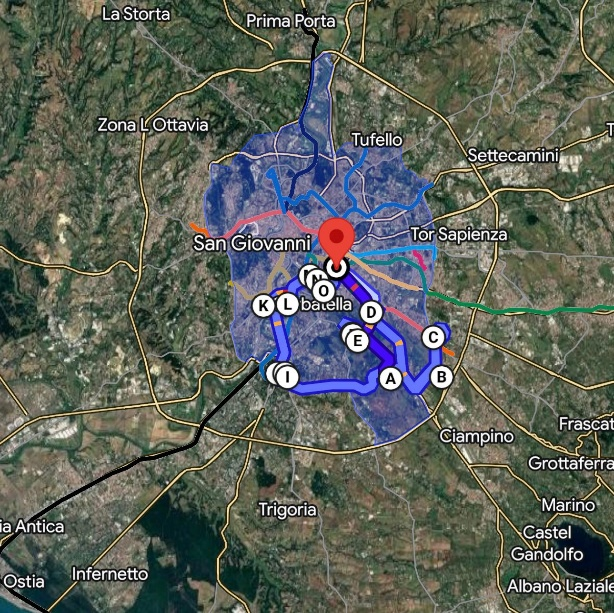 La Storta
Prima Porta
Zona L Ottavia
Tufello
Settecamini
San Giovanni
Tor Sapienza
O
K
L
batella
D
C
E
I
A
B
Ciampino
Frascat
Grottaferra
Trigoria
Marino
ia Antica
Castel
Gandolfo
Ostia
Infernetto
Albano Laziale